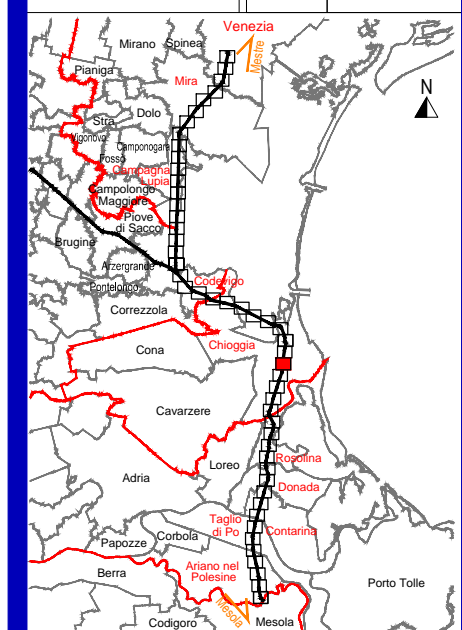 Venezia
Mirano
Spinea
Mestre
Pianiga
Mira
N
Stra
Dolo
Vigonovo
Camponogara
Fosso
Campagna
Lupia
Campolongo
Maggiore
Piove
di Sacco
Brugine
Arzergrande
Codevigo
Pontelongo
Correzzola
Chioggia
Cona
Cavarzere
Rosolina
Loreo
Adria
Donada
Taglio
di Po
Contarina
Corbola
Papozze
Berra
Ariano nel
Polesine
Porto Tolle
Mesola
Mesola
Codigoro